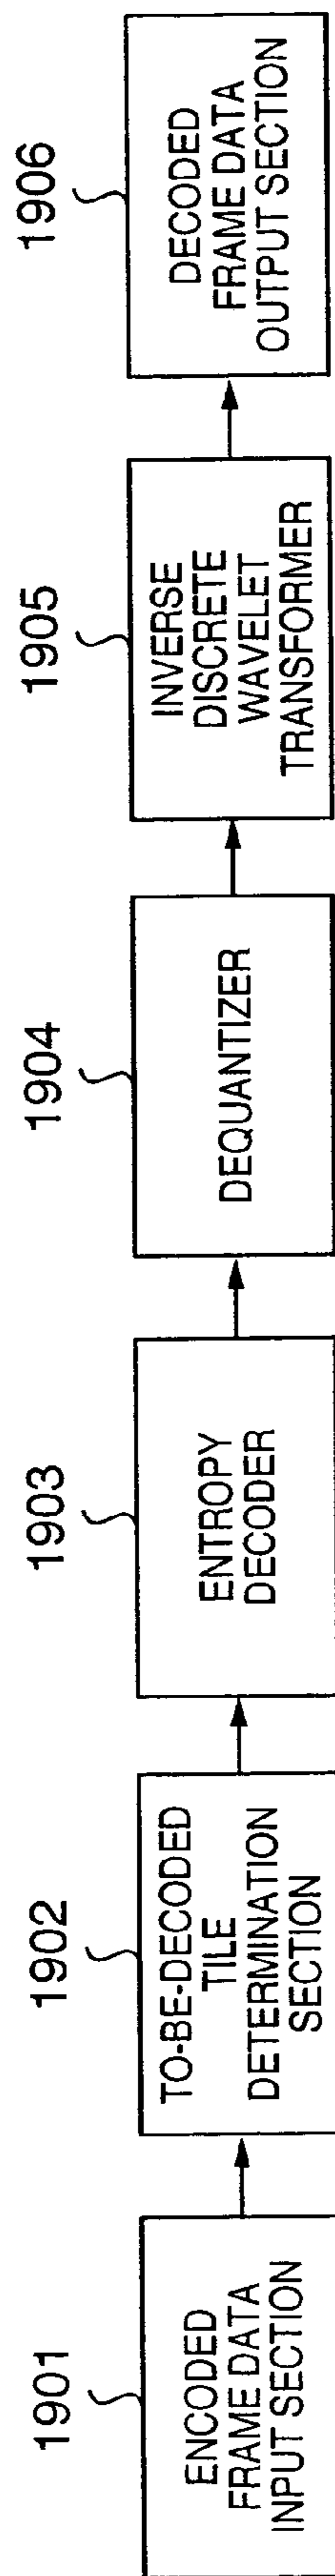 1901
ENCODED
FRAME DATA
INPUT SECTION
1902
TO-BE-DECODED
TILE
DETERMINATION
SECTION
1903
ENTROPY
DECODER
1904
DEQUANTIZER
1905
INVERSE
DISCRETE
WAVELET
TRANSFORMER
1906
DECODED
FRAME DATA
OUTPUT SECTION